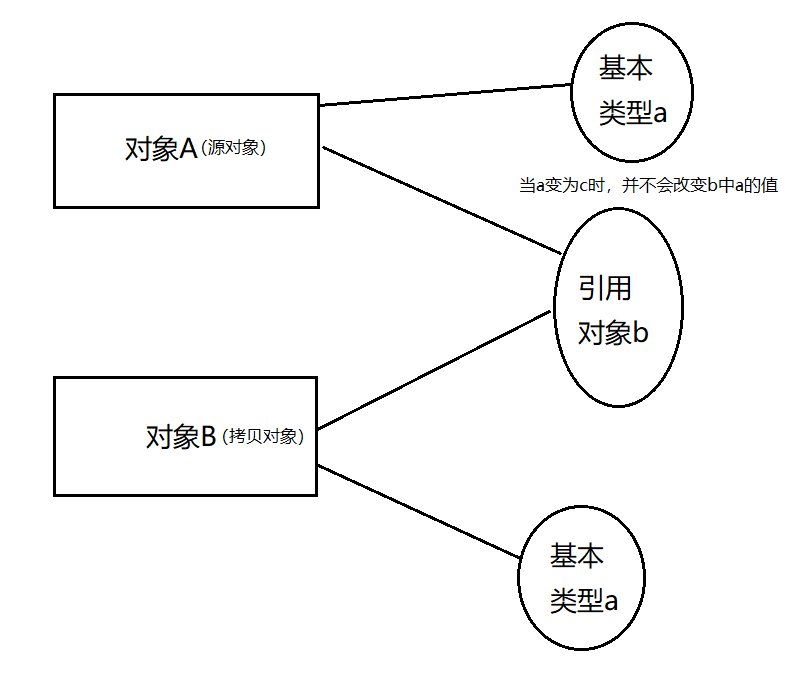 基本
类型a
对象A（源对象）
当a变为c时，并不会改变b中a的值
引用
对象b
对象B（拷贝对象）
基本
类型a